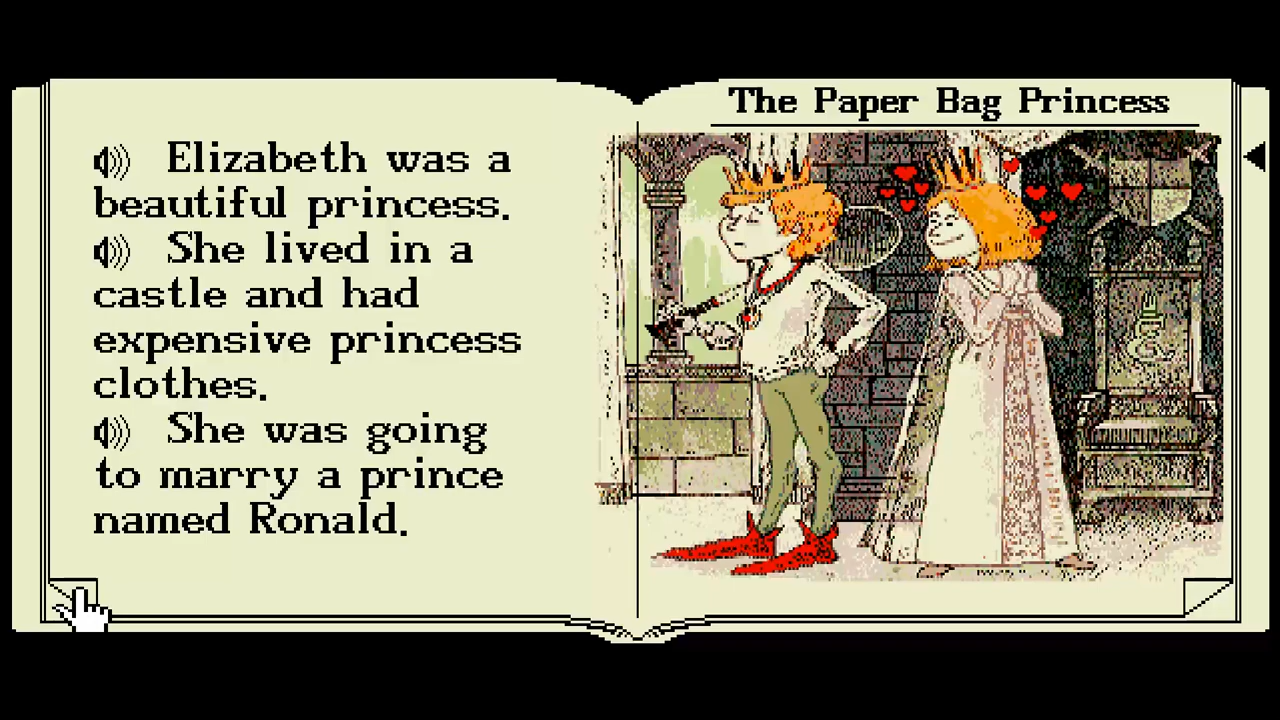 The Paper Bag Princess
Elizabeth was a
beautiful princess.
She lived in a
castle and had
expensive princess
clothes.
She was going
to marry a prince
named Ronald.